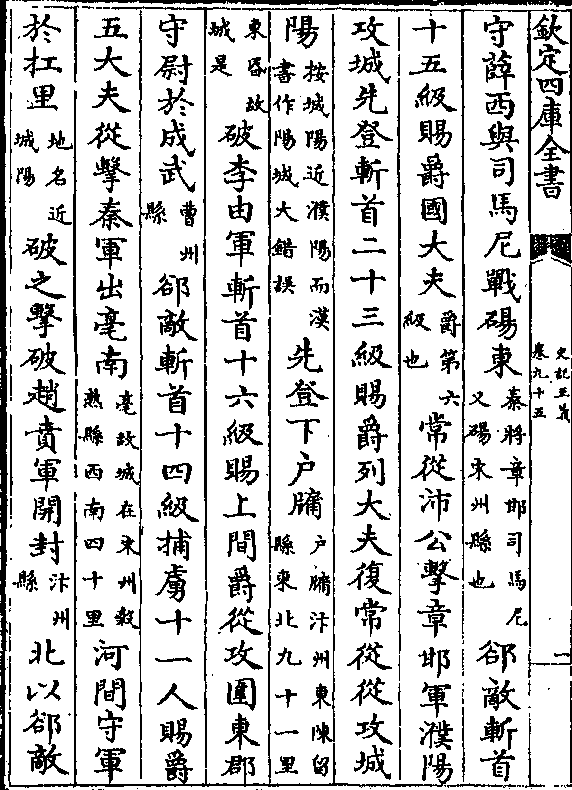 欽定四庫全書
史記正義
卷九十五
一
守薛西與司馬𡰥戰碭東秦將章邯司馬𡰥又碭宋州縣也郤敵斬首
十五級賜爵國大夫爵第六級也常從沛公擊章邯軍濮陽
攻城先登斬首二十三級賜爵列大夫復常從從攻城
陽按城陽近濮陽而漢書作陽城大錯誤先登下户牖户牖汴州東陳留縣東北九十一里
東昏故城是破李由軍斬首十六級賜上間爵從攻圍東郡
守尉於成武曹州縣郤敵斬首十四級捕虜十一人賜爵
五大夫從擊秦軍出亳南亳故城在宋州穀熟縣西南四十里河間守軍
於杠里地名近城陽破之擊破趙賁軍開封汴州縣北以郤敵